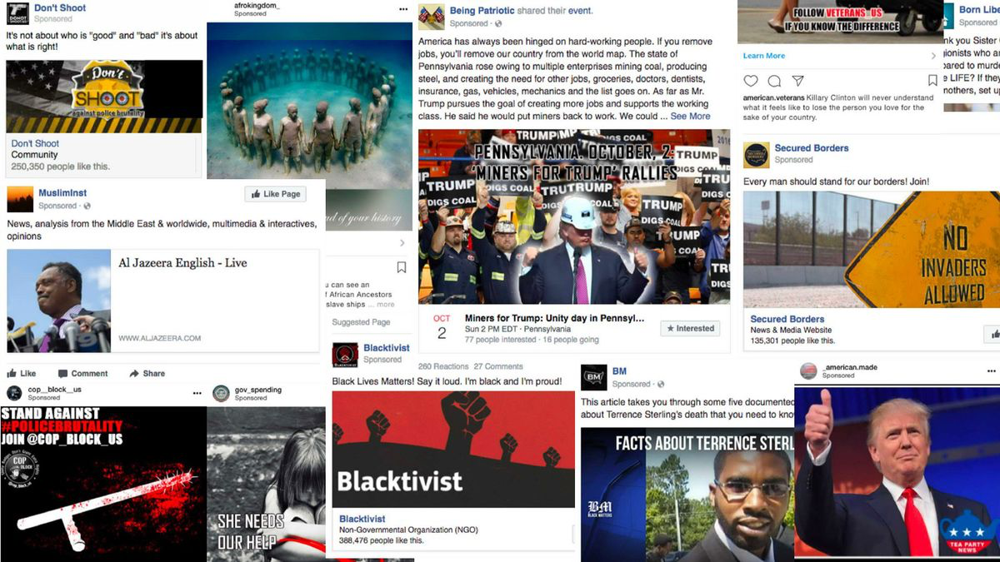 Don't Shoot
Sponsored
It's not about who is "good" and "bad" it's about
what is right!
Don't
SHOOT
against police brutality
Don't Shoot
Community
250,350 people like this.
afrokingdom_
Sponsored
of your history
u can see an
African Ancestors
slave ships ... more
Suggested Page
MuslimInst
Sponsored ·
Like Page
News, analysis from the Middle East & worldwide, multimedia & interactives,
opinions
Al Jazeera English - Live
WWW.ALJAZEERA.COM
Like
Comment
Share
Being Patriotic shared their event.
Sponsored ·
America has always been hinged on hard-working people. If you remove
jobs, you'll remove our country from the world map. The state of
Pennsylvania rose owing to multiple enterprises mining coal, producing
steel, and creating the need for other jobs, groceries, doctors, dentists,
insurance, gas, vehicles, mechanics and the list goes on. As far as Mr.
Trump pursues the goal of creating more jobs and supports the working
class. He said he would put miners back to work. We could ... See More
PENNSYLVANIA. OCTOBER, 2
'MINERS FOR TRUMP' RALLIES
TRUMP
DIGS COAL
TRUMP
DIGS COAL
TRUMP
DIGS COAL
OCT
2
Miners for Trump: Unity day in Pennsyl...
Sun 2 PM EDT · Pennsylvania
77 people interested · 16 people going
Interested
260 Reactions 27 Comments
FOLLOW VETERANS_US
IF YOU KNOW THE DIFFERENCE
Learn More
american.veterans Killary Clinton will never understand
what it feels like to lose the person you love for the
sake of your country.
Born Libe
nk you Sister
ionists who a
ared to murd
e LIFE? If they
nothers, set u
Secured Borders
Sponsored
Every man should stand for our borders! Join!
NO
INVADERS
ALLOWED
Secured Borders
News & Media Website
135,301 people like this.
cop__block__us
Sponsored
STAND AGAINST
#POLICEBRUTALITY
JOIN @COP_BLOCK_US
COP
BLOCK
gov_spending
Sponsored
SHE NEEDS
OUR HELP
Blacktivist
Sponsored
Black Lives Matters! Say it loud. I'm black and I'm proud!
Blacktivist
Blacktivist
Non-Governmental Organization (NGO)
388,476 people like this.
BM
BM
Sponsored ·
This article takes you through some five documented
about Terrence Sterling's death that you need to kno
FACTS ABOUT TERRENCE STERL
BM
BLACK MATTERS
_american.made
Sponsored
TEA PARTY
NEWS